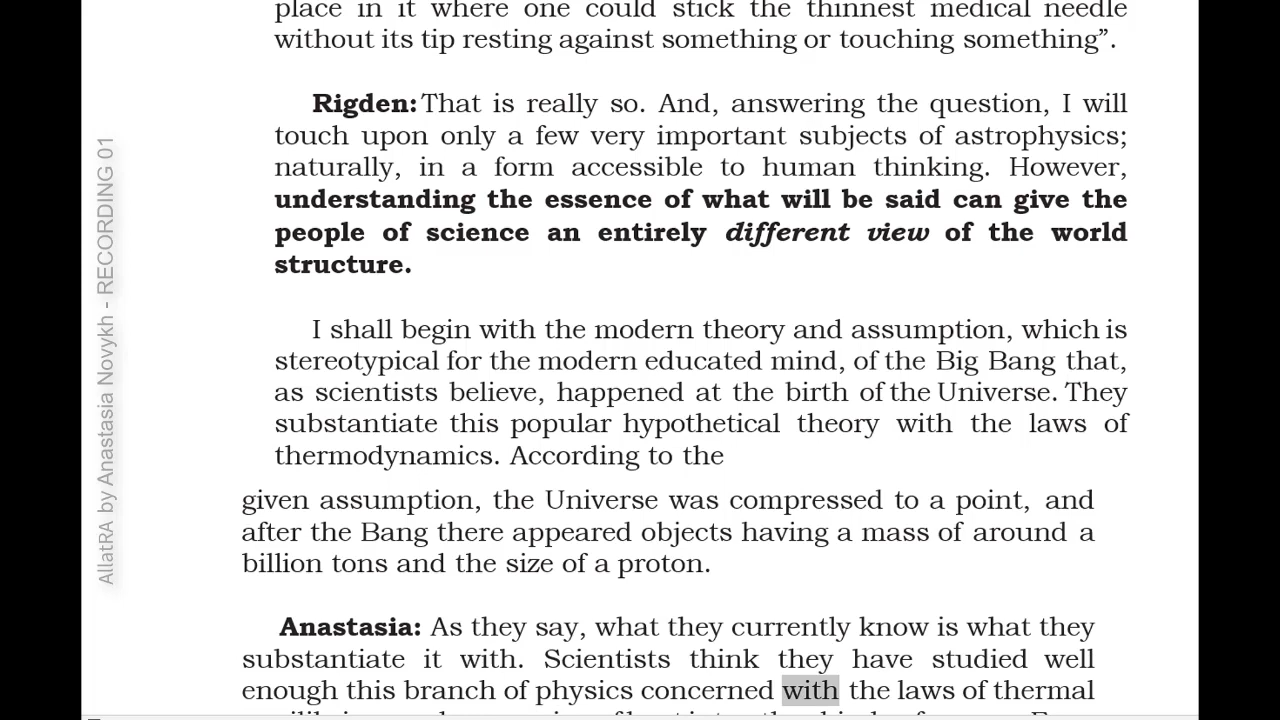 place in it where one could stick the thinnest medical needle
without its tip resting against something or touching something”.
Rigden: That is really so. And, answering the question, I will
touch upon only a few very important subjects of astrophysics;
naturally, in a form accessible to human thinking. However,
understanding the essence of what will be said can give the
people of science an entirely different view of the world
structure.
I shall begin with the modern theory and assumption, which is
stereotypical for the modern educated mind, of the Big Bang that,
as scientists believe, happened at the birth of the Universe. They
substantiate this popular hypothetical theory with the laws of
thermodynamics. According to the
given assumption, the Universe was compressed to a point, and
after the Bang there appeared objects having a mass of around a
billion tons and the size of a proton.
Anastasia: As they say, what they currently know is what they
substantiate it with. Scientists think they have studied well
enough this branch of physics concerned with the laws of thermal
AllatRA by Anastasia Novykh - RECORDING 01